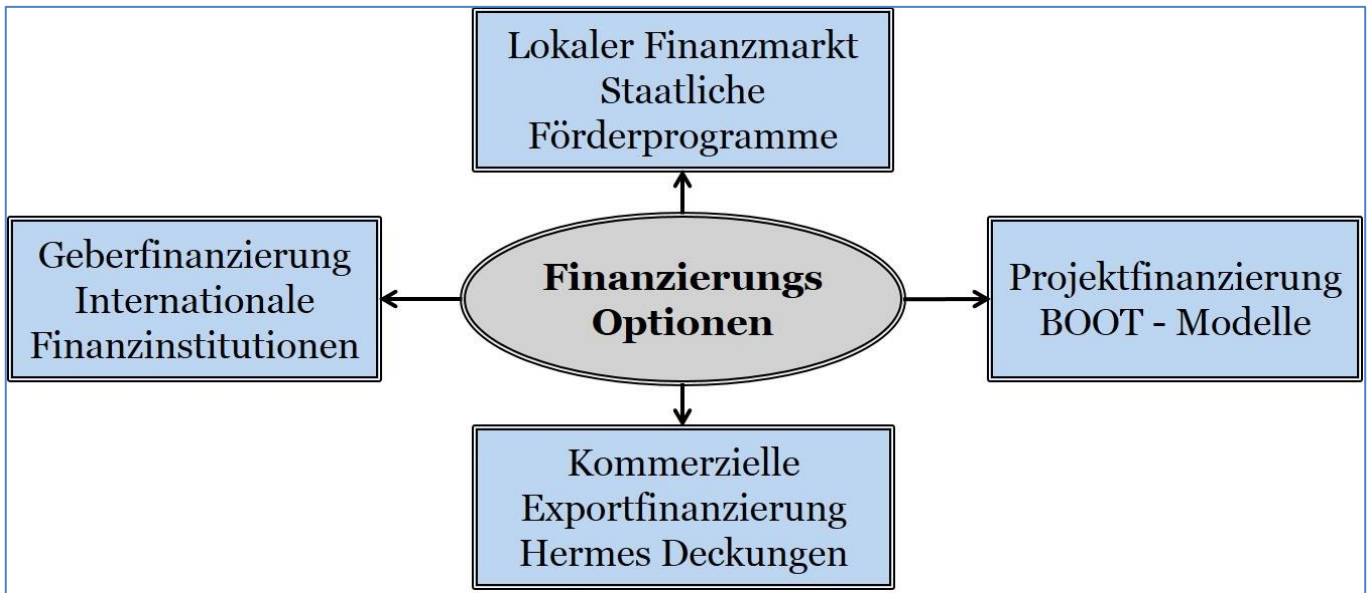 Lokaler Finanzmarkt
Staatliche
Förderprogramme
Geberfinanzierung
Internationale
Finanzinstitutionen
Finanzierungs
Optionen
Projektfinanzierung
BOOT - Modelle
Kommerzielle
Exportfinanzierung
Hermes Deckungen